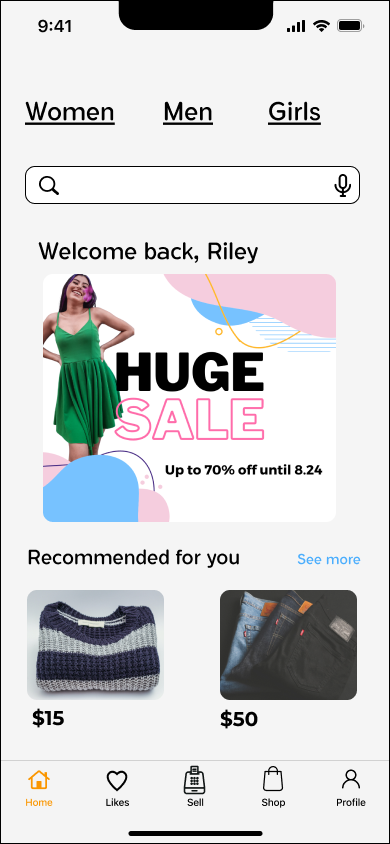 9:41
Women Men Girls
Welcome back, Riley
HUGE
SALE
Up to 70% off until 8.24
Recommended for you See more
$15 $50
Home Likes Sell Shop Profile